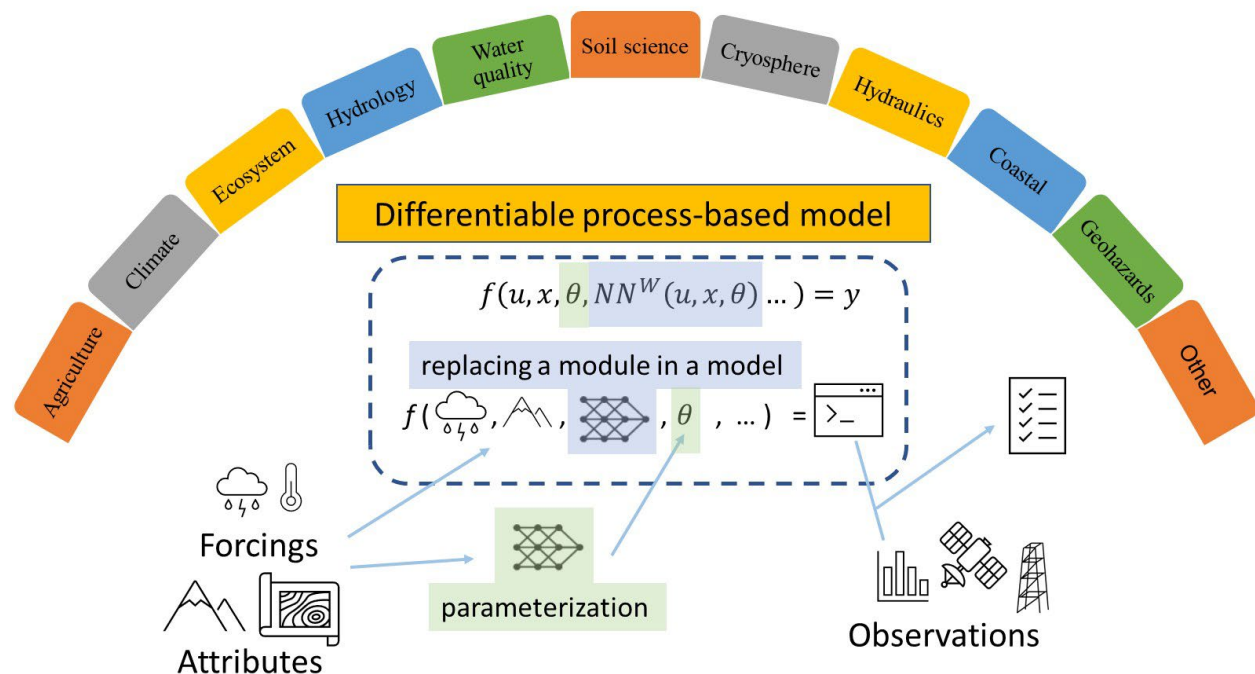 Agriculture
Climate
Ecosystem
Hydrology
Water
quality
Soil science
Cryosphere
Hydraulics
Coastal
Geohazards
Other
Differentiable process-based model
f(u, x, θ, NN^W(u, x, θ) … ) = y
replacing a module in a model
f( , , , θ , … ) = >_
Forcings
Attributes
parameterization
Observations